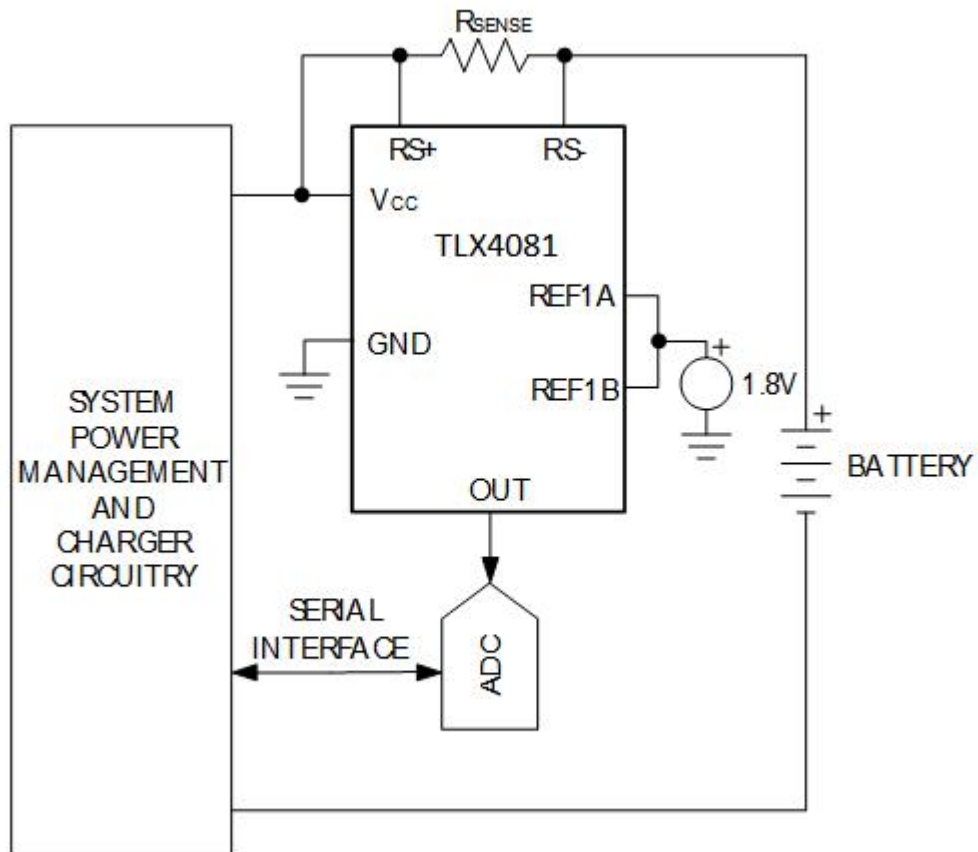 RSENSE
RS+
RS-
VCC
TLX4081
REF1A
GND
+
1.8V
REF1B
+
BATTERY
SYSTEM
POWER
MANAGEMENT
AND
CHARGER
CIRCUITRY
OUT
SERIAL
INTERFACE
ADC